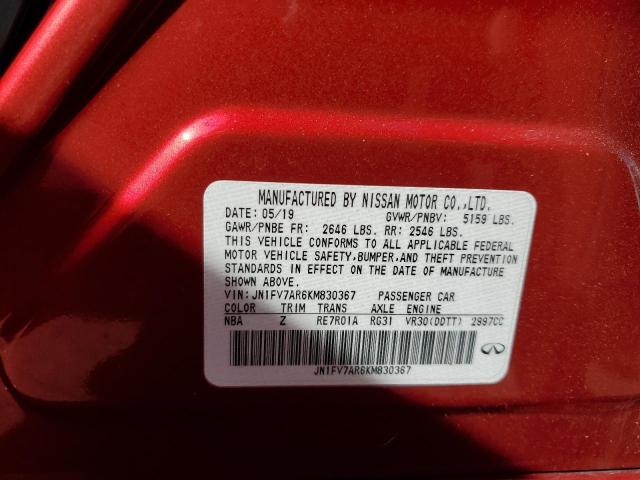 MANUFACTURED BY NISSAN MOTOR CO.,LTD.
DATE: 05/19 GVWR/PNBV: 5159 LBS.
GAWR/PNBE FR: 2646 LBS. RR: 2546 LBS.
THIS VEHICLE CONFORMS TO ALL APPLICABLE FEDERAL
MOTOR VEHICLE SAFETY,BUMPER,AND THEFT PREVENTION
STANDARDS IN EFFECT ON THE DATE OF MANUFACTURE
SHOWN ABOVE.
VIN: JN1FV7AR6KM830367 PASSENGER CAR
COLOR TRIM TRANS AXLE ENGINE
NBA Z RE7R01A RG31 VR30(DDTT) 2997CC
JN1FV7AR6KM830367